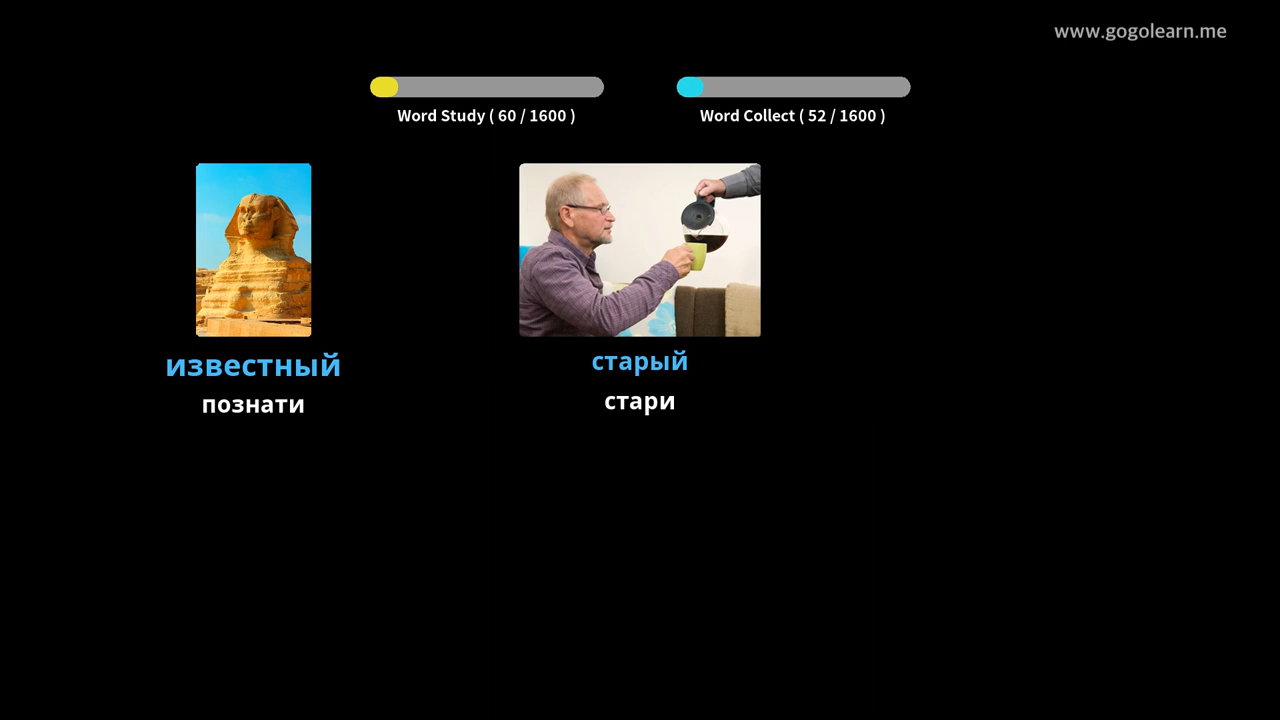 www.gogolearn.me
Word Study ( 60 / 1600 )
Word Collect ( 52 / 1600 )
известный
познати
старый
стари